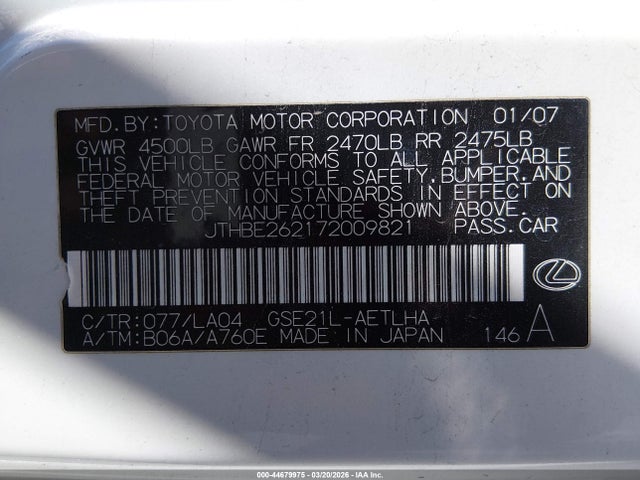 MFD.BY:TOYOTA MOTOR CORPORATION 01/07
GVWR 4500LB GAWR FR 2470LB RR 2475LB
THIS VEHICLE CONFORMS TO ALL APPLICABLE
FEDERAL MOTOR VEHICLE SAFETY,BUMPER,AND
THEFT PREVENTION STANDARDS IN EFFECT ON
THE DATE OF MANUFACTURE SHOWN ABOVE.
JTHBE262172009821 PASS.CAR
C/TR:077/LA04 GSE21L-AETLHA
A/TM:B06A/A760E MADE IN JAPAN 146 A
000-44679975 - 03/20/2026 - IAA Inc.